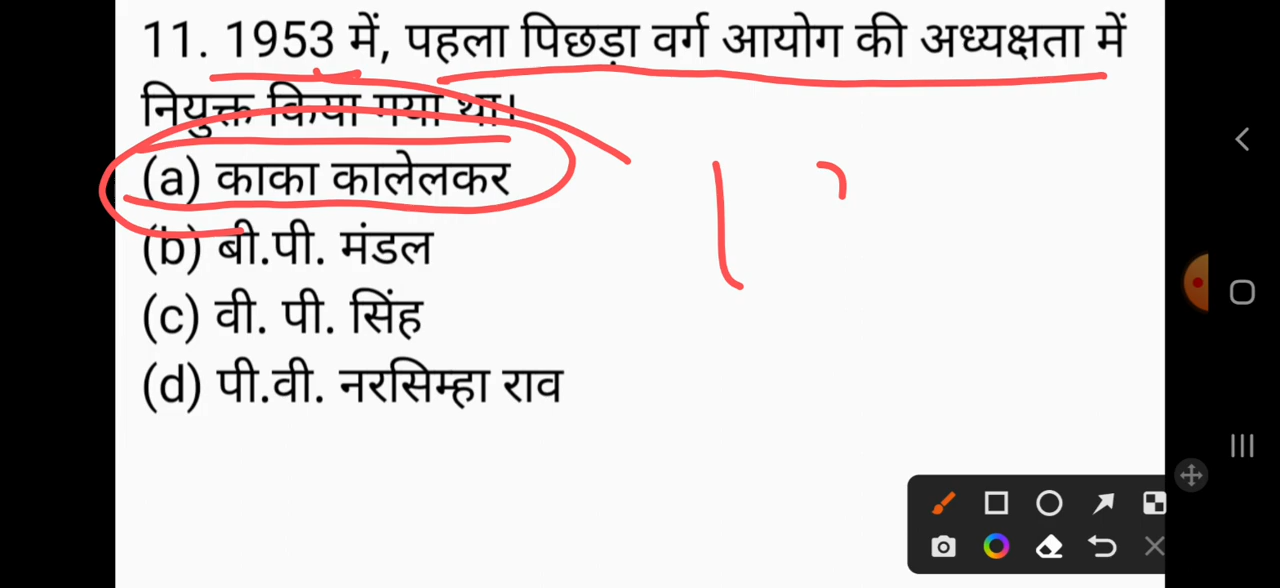 11. 1953 में, पहला पिछड़ा वर्ग आयोग की अध्यक्षता में
नियुक्त किया गया था।
(a) काका कालेलकर
(b) बी.पी. मंडल
(c) वी. पी. सिंह
(d) पी.वी. नरसिम्हा राव